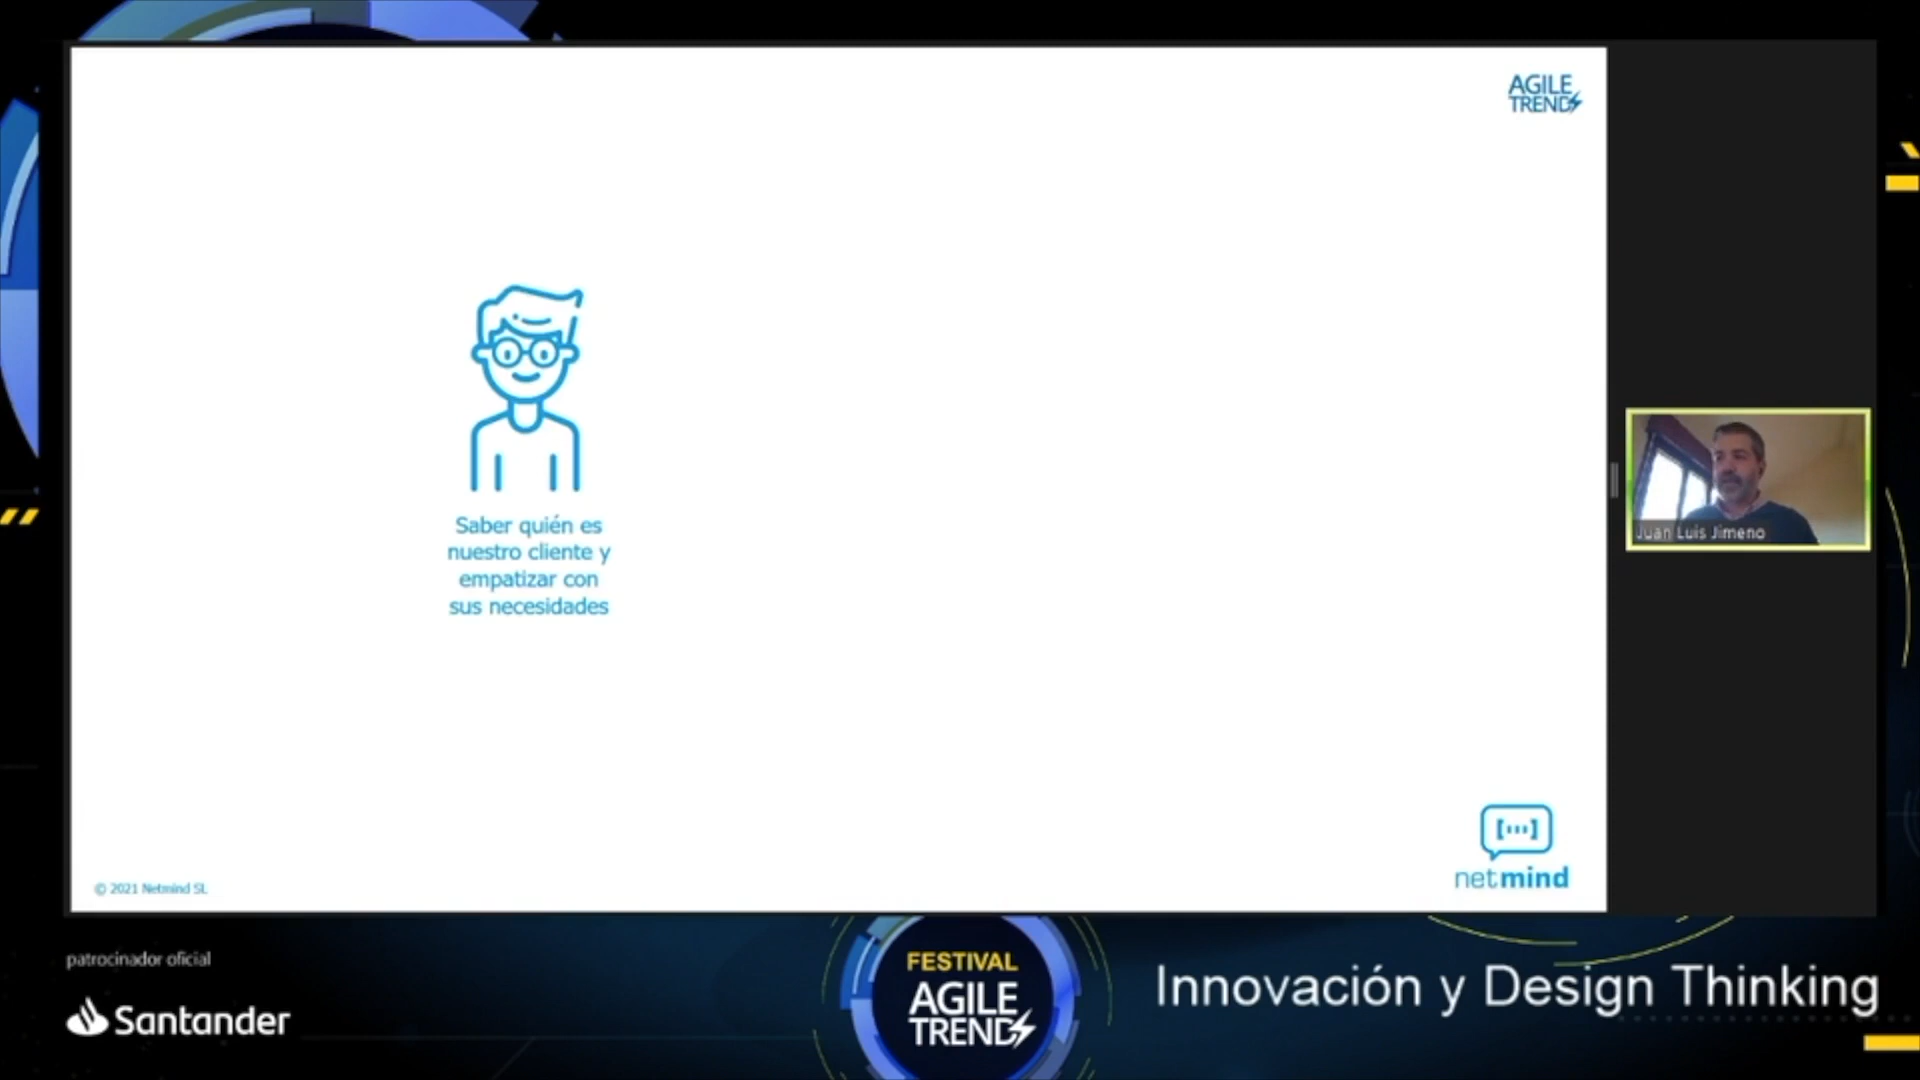 AGILE
TRENDS
Saber quién es
nuestro cliente y
empatizar con
sus necesidades
Juan Luis Jimeno
[...]
netmind
© 2021 Netmind SL
patrocinador oficial
Santander
FESTIVAL
AGILE
TRENDS
Innovación y Design Thinking